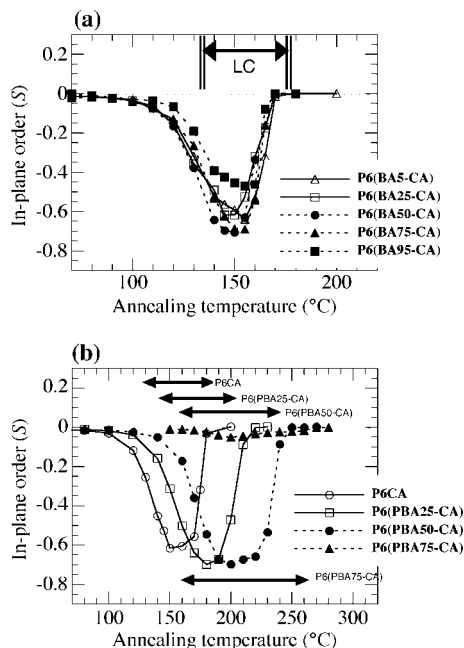 (a)
0.2
0
-0.2
-0.4
-0.6
-0.8
In-plane order (S)
LC
P6(BA5-CA)
P6(BA25-CA)
P6(BA50-CA)
P6(BA75-CA)
P6(BA95-CA)
100 150 200
Annealing temperature (°C)
(b)
0.2
0
-0.2
-0.4
-0.6
-0.8
In-plane order (S)
P6CA
P6(PBA25-CA)
P6(PBA50-CA)
P6CA
P6(PBA25-CA)
P6(PBA50-CA)
P6(PBA75-CA)
P6(PBA75-CA)
100 150 200 250 300
Annealing temperature (°C)